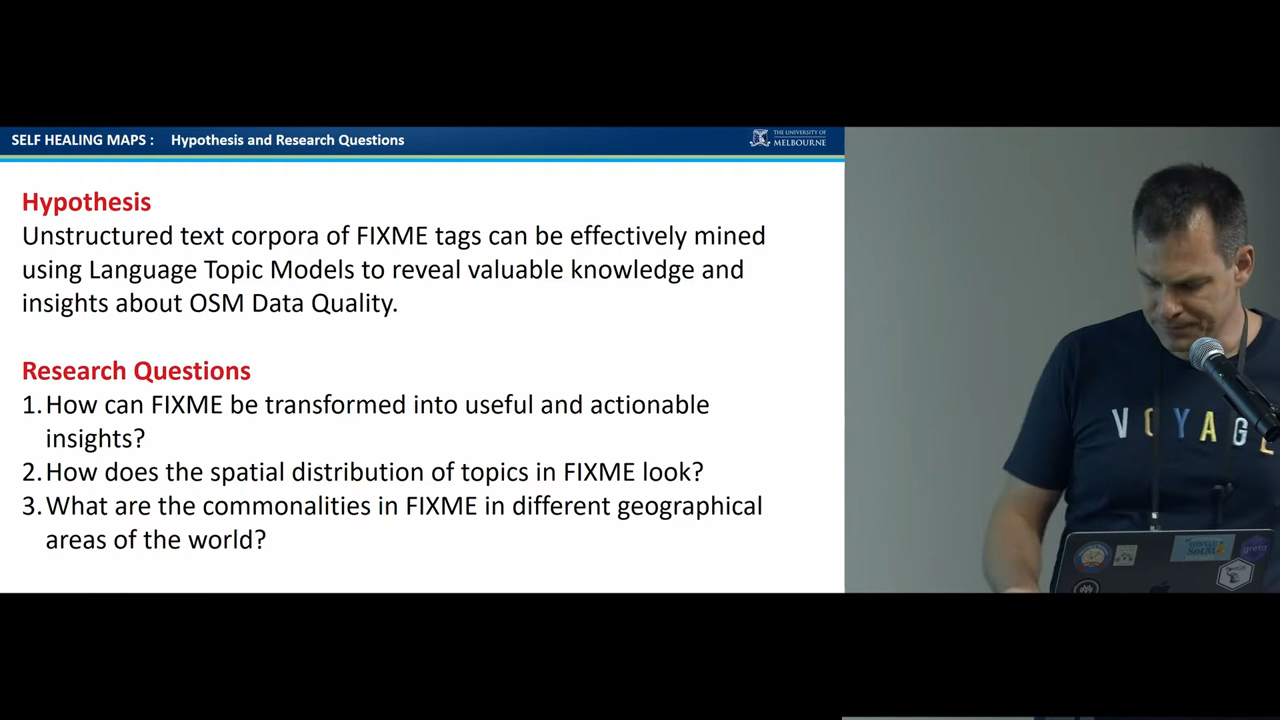 SELF HEALING MAPS : Hypothesis and Research Questions
THE UNIVERSITY OF
MELBOURNE
Hypothesis
Unstructured text corpora of FIXME tags can be effectively mined
using Language Topic Models to reveal valuable knowledge and
insights about OSM Data Quality.
Research Questions
1. How can FIXME be transformed into useful and actionable
insights?
2. How does the spatial distribution of topics in FIXME look?
3. What are the commonalities in FIXME in different geographical
areas of the world?
VOYAGE
SotM
greta